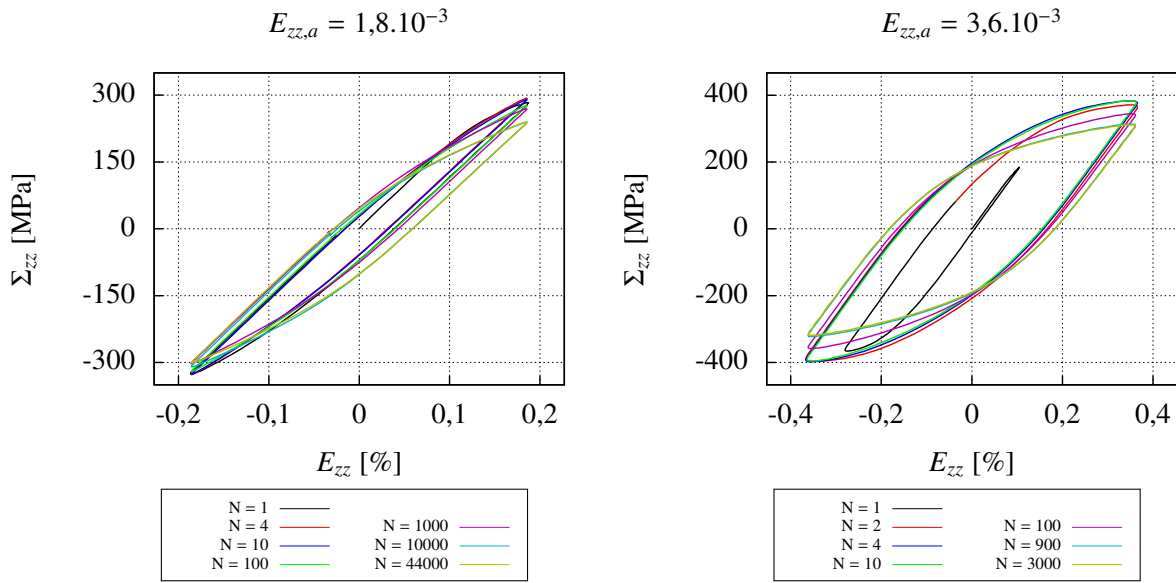 E_{zz,a} = 1,8.10^{-3}
300
150
0
-150
-300
Σ_{zz} [MPa]
-0,2 -0,1 0 0,1 0,2
E_{zz} [%]
N = 1
N = 4
N = 10
N = 100
N = 1000
N = 10000
N = 44000
E_{zz,a} = 3,6.10^{-3}
400
200
0
-200
-400
Σ_{zz} [MPa]
-0,4 -0,2 0 0,2 0,4
E_{zz} [%]
N = 1
N = 2
N = 4
N = 10
N = 100
N = 900
N = 3000